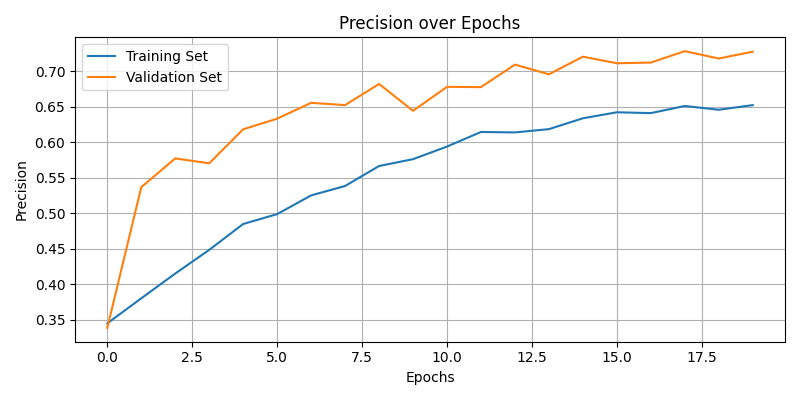 Precision over Epochs
Training Set
Validation Set
Precision
0.70
0.65
0.60
0.55
0.50
0.45
0.40
0.35
0.0 2.5 5.0 7.5 10.0 12.5 15.0 17.5
Epochs